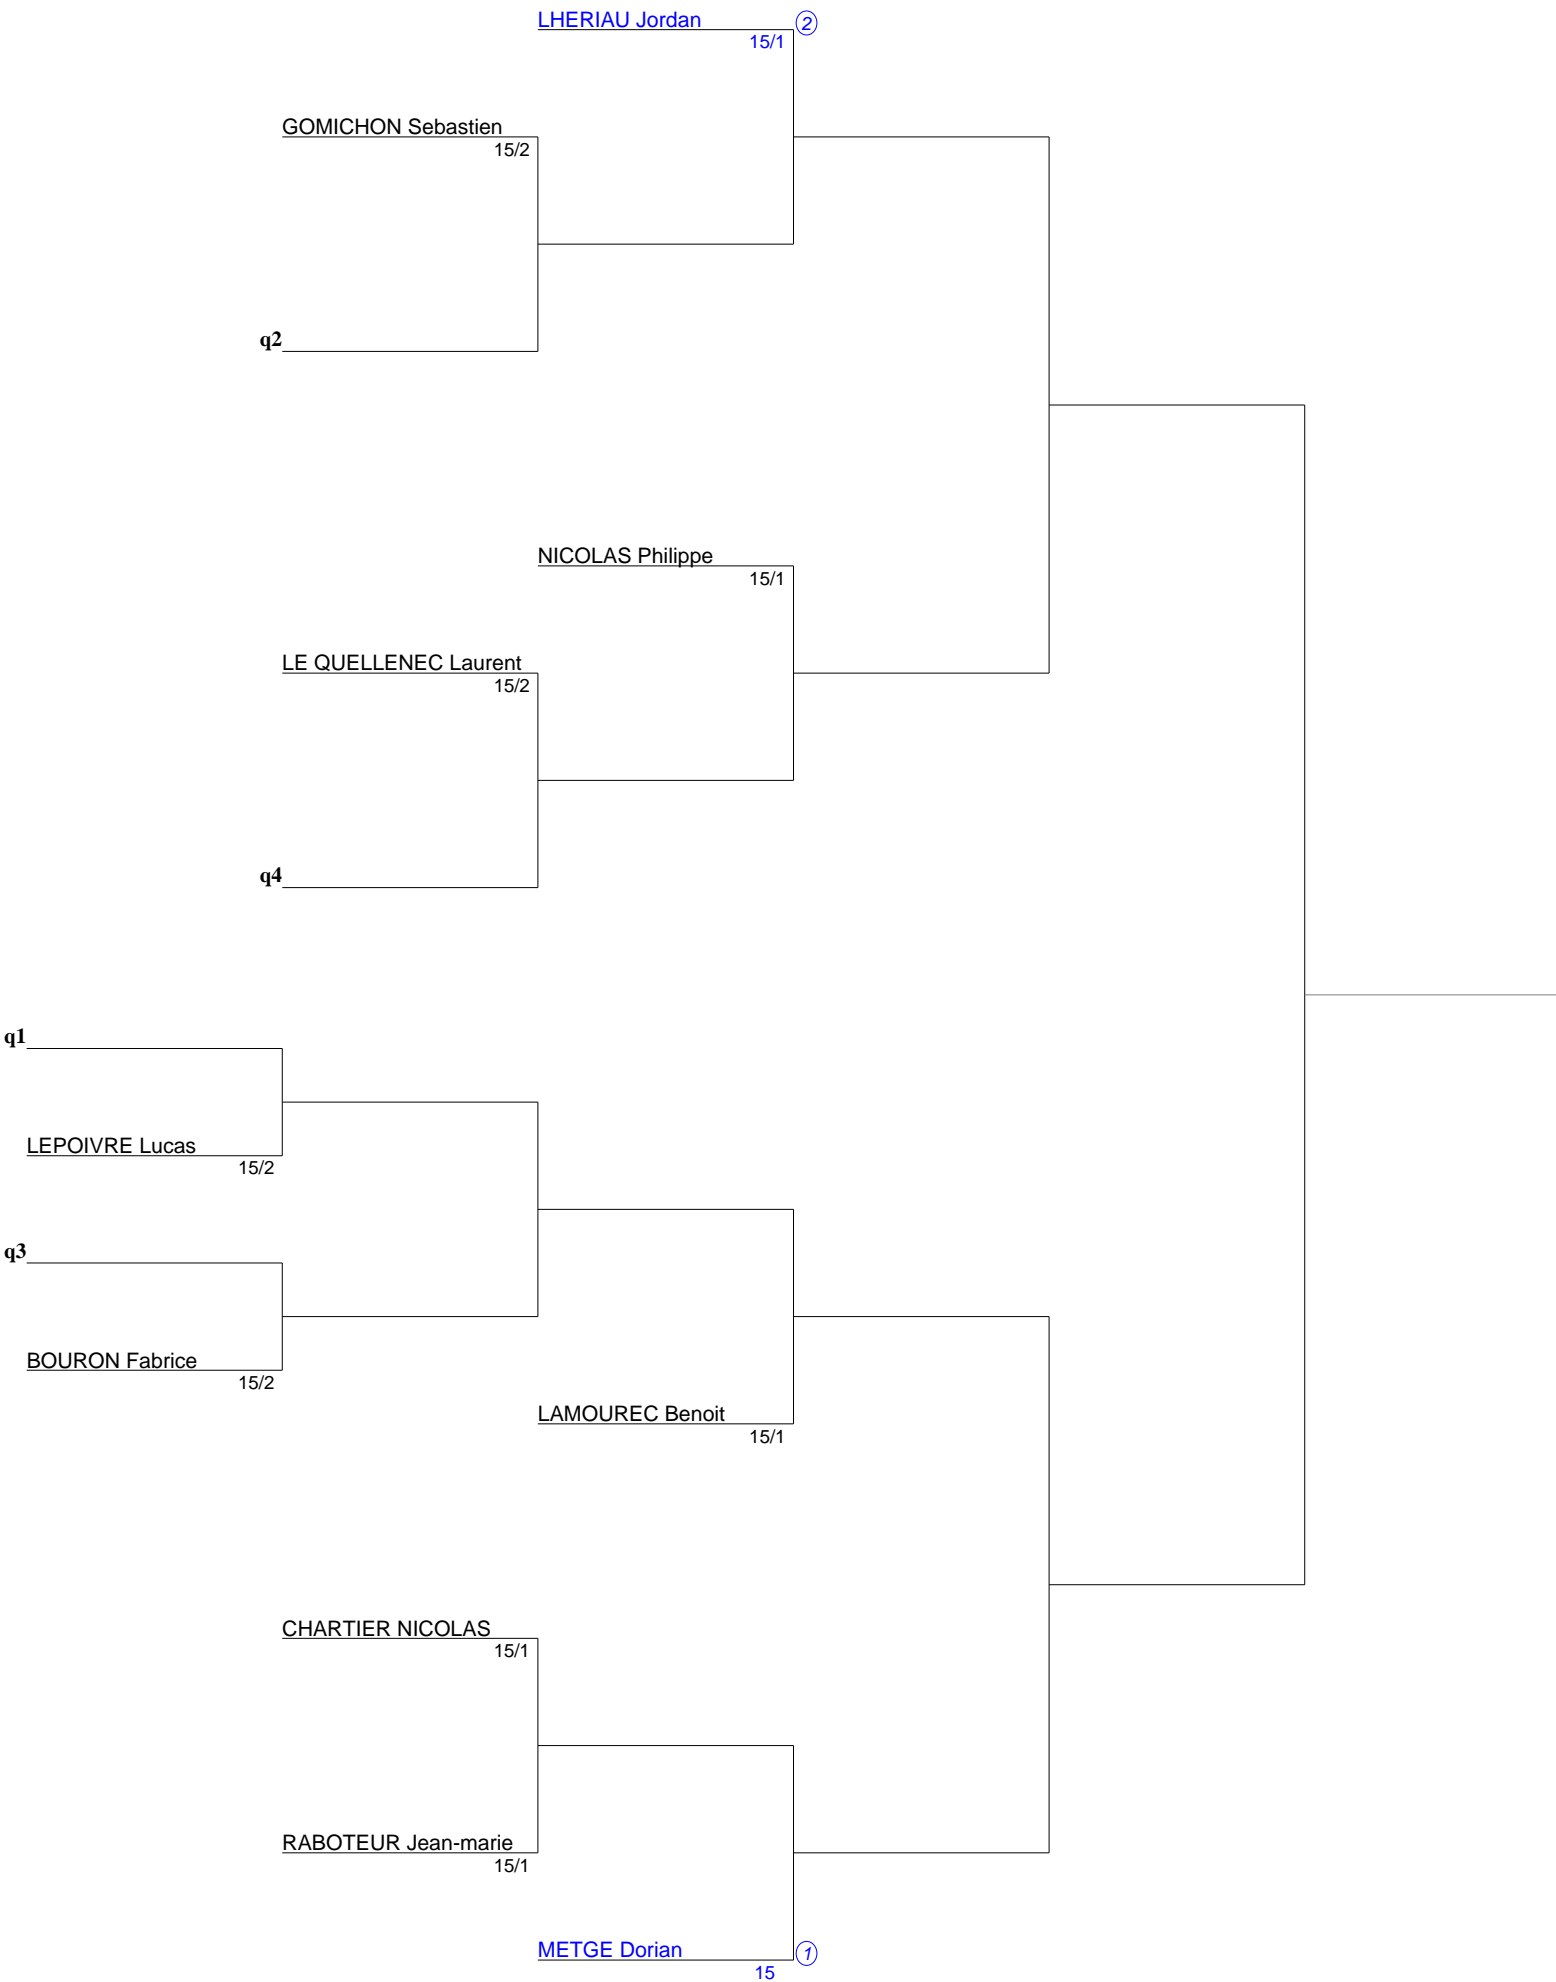 LHERIAU Jordan 2
15/1
GOMICHON Sebastien
15/2
q2
NICOLAS Philippe
15/1
LE QUELLENEC Laurent
15/2
q4
q1
LEPOIVRE Lucas
15/2
q3
BOURON Fabrice
15/2
LAMOUREC Benoit
15/1
CHARTIER NICOLAS
15/1
RABOTEUR Jean-marie
15/1
METGE Dorian 1
15